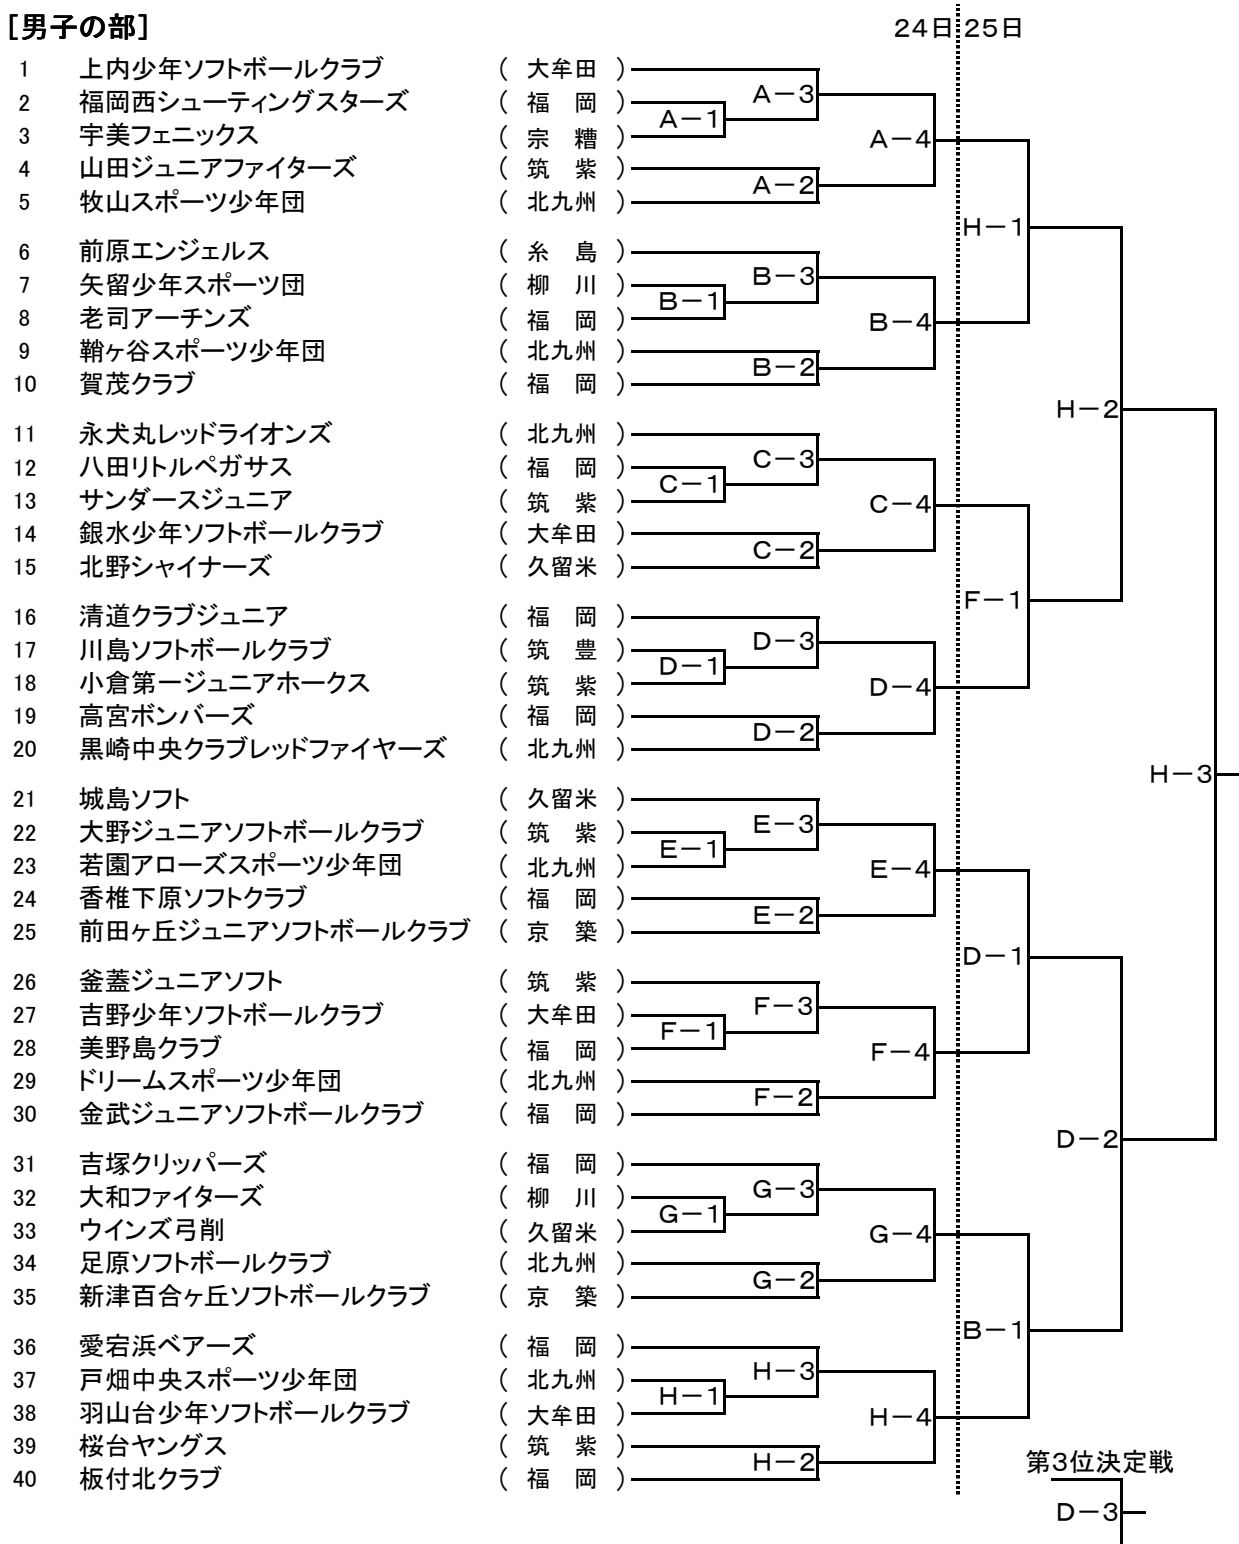 [男子の部] 24日 25日
1 上内少年ソフトボールクラブ ( 大牟田 )
A－3
2 福岡西シューティングスターズ ( 福 岡 )
A－1
3 宇美フェニックス ( 宗 糟 )
A－4
4 山田ジュニアファイターズ ( 筑 紫 )
A－2
5 牧山スポーツ少年団 ( 北九州 )
H－1
6 前原エンジェルス ( 糸 島 )
B－3
7 矢留少年スポーツ団 ( 柳 川 )
B－1
8 老司アーチンズ ( 福 岡 )
B－4
9 鞘ヶ谷スポーツ少年団 ( 北九州 )
B－2
10 賀茂クラブ ( 福 岡 )
H－2
11 永犬丸レッドライオンズ ( 北九州 )
C－3
12 八田リトルペガサス ( 福 岡 )
C－1
13 サンダースジュニア ( 筑 紫 )
C－4
14 銀水少年ソフトボールクラブ ( 大牟田 )
C－2
15 北野シャイナーズ ( 久留米 )
F－1
16 清道クラブジュニア ( 福 岡 )
D－3
17 川島ソフトボールクラブ ( 筑 豊 )
D－1
18 小倉第一ジュニアホークス ( 筑 紫 )
D－4
19 高宮ボンバーズ ( 福 岡 )
D－2
20 黒崎中央クラブレッドファイヤーズ ( 北九州 )
H－3
21 城島ソフト ( 久留米 )
E－3
22 大野ジュニアソフトボールクラブ ( 筑 紫 )
E－1
23 若園アローズスポーツ少年団 ( 北九州 )
E－4
24 香椎下原ソフトクラブ ( 福 岡 )
E－2
25 前田ヶ丘ジュニアソフトボールクラブ ( 京 築 )
D－1
26 釜蓋ジュニアソフト ( 筑 紫 )
F－3
27 吉野少年ソフトボールクラブ ( 大牟田 )
F－1
28 美野島クラブ ( 福 岡 )
F－4
29 ドリームスポーツ少年団 ( 北九州 )
F－2
30 金武ジュニアソフトボールクラブ ( 福 岡 )
D－2
31 吉塚クリッパーズ ( 福 岡 )
G－3
32 大和ファイターズ ( 柳 川 )
G－1
33 ウインズ弓削 ( 久留米 )
G－4
34 足原ソフトボールクラブ ( 北九州 )
G－2
35 新津百合ヶ丘ソフトボールクラブ ( 京 築 )
B－1
36 愛宕浜ベアーズ ( 福 岡 )
H－3
37 戸畑中央スポーツ少年団 ( 北九州 )
H－1
38 羽山台少年ソフトボールクラブ ( 大牟田 )
H－4
39 桜台ヤングス ( 筑 紫 )
H－2
40 板付北クラブ ( 福 岡 )
第3位決定戦
D－3